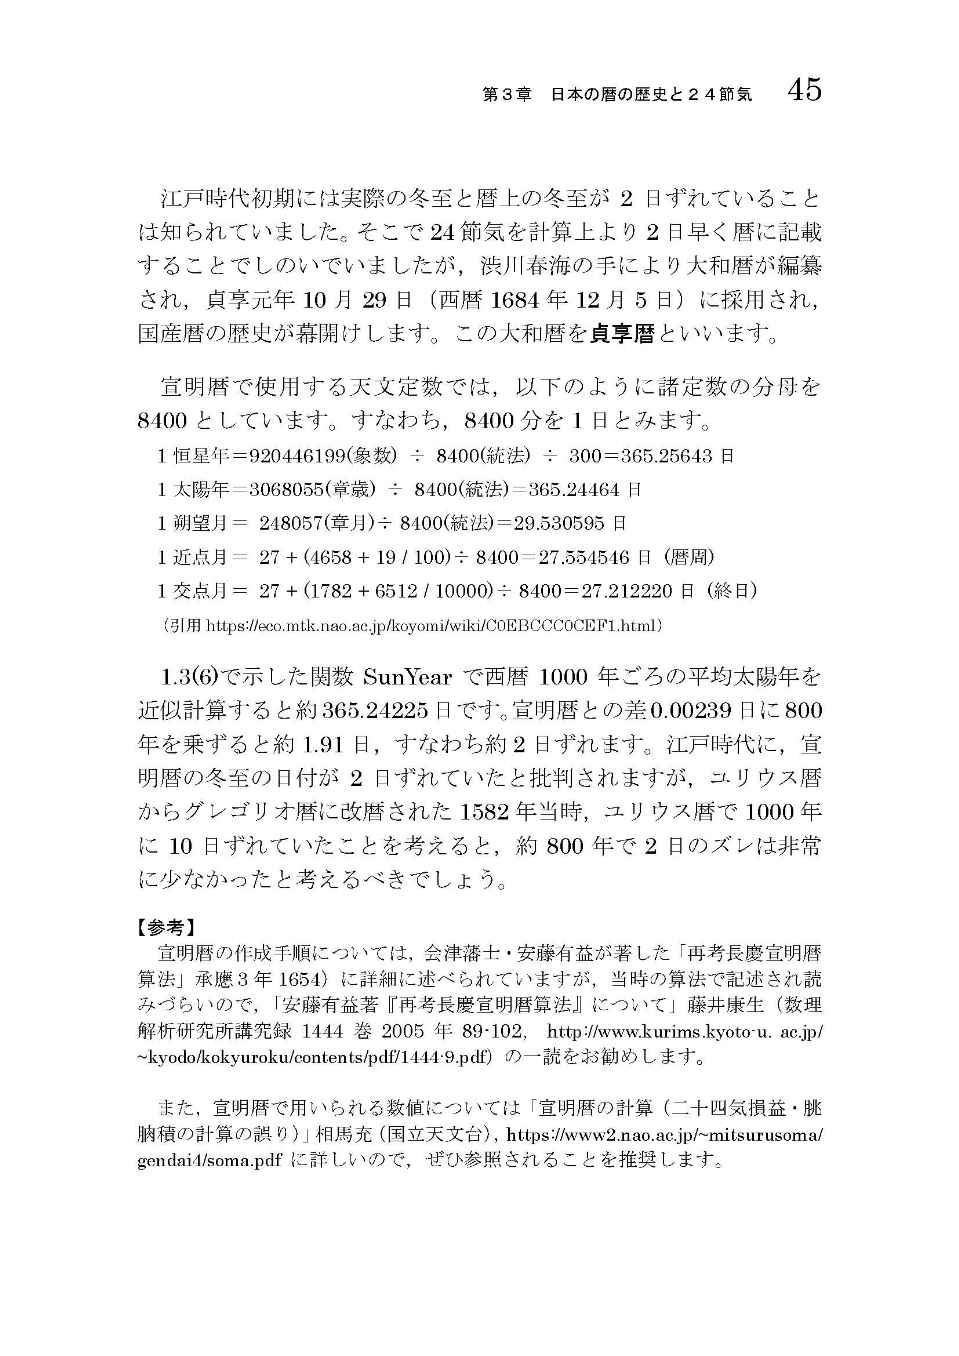 第３章　日本の暦の歴史と２４節気　45
江戸時代初期には実際の冬至と暦上の冬至が 2 日ずれていること
は知られていました。そこで 24 節気を計算上より 2 日早く暦に記載
することでしのいでいましたが，渋川春海の手により大和暦が編纂
され，貞享元年 10 月 29 日（西暦 1684 年 12 月 5 日）に採用され，
国産暦の歴史が幕開けします。この大和暦を貞享暦といいます。
宣明暦で使用する天文定数では，以下のように諸定数の分母を
8400 としています。すなわち，8400 分を 1 日とみます。
1 恒星年＝920446199(象数) ÷ 8400(統法) ÷ 300＝365.25643 日
1 太陽年＝3068055(章歳) ÷ 8400(統法)＝365.24464 日
1 朔望月＝ 248057(章月)÷ 8400(統法)＝29.530595 日
1 近点月＝ 27 + (4658 + 19 / 100)÷ 8400＝27.554546 日（暦周）
1 交点月＝ 27 + (1782 + 6512 / 10000)÷ 8400＝27.212220 日（終日）
（引用 https://eco.mtk.nao.ac.jp/koyomi/wiki/C0EBCCC0CEF1.html）
1.3(6)で示した関数 SunYear で西暦 1000 年ごろの平均太陽年を
近似計算すると約 365.24225 日です。宣明暦との差 0.00239 日に 800
年を乗ずると約 1.91 日，すなわち約 2 日ずれます。江戸時代に，宣
明暦の冬至の日付が 2 日ずれていたと批判されますが，ユリウス暦
からグレゴリオ暦に改暦された 1582 年当時，ユリウス暦で 1000 年
に 10 日ずれていたことを考えると，約 800 年で 2 日のズレは非常
に少なかったと考えるべきでしょう。
【参考】
宣明暦の作成手順については，会津藩士・安藤有益が著した「再考長慶宣明暦
算法」承應 3 年 1654）に詳細に述べられていますが，当時の算法で記述され読
みづらいので，「安藤有益著『再考長慶宣明暦算法』について」藤井康生（数理
解析研究所講究録 1444 巻 2005 年 89-102， http://www.kurims.kyoto-u. ac.jp/
~kyodo/kokyuroku/contents/pdf/1444-9.pdf）の一読をお勧めします。
また，宣明暦で用いられる数値については「宣明暦の計算（二十四気損益・朓
朒積の計算の誤り）」相馬充（国立天文台），https://www2.nao.ac.jp/~mitsurusoma/
gendai4/soma.pdf に詳しいので，ぜひ参照されることを推奨します。